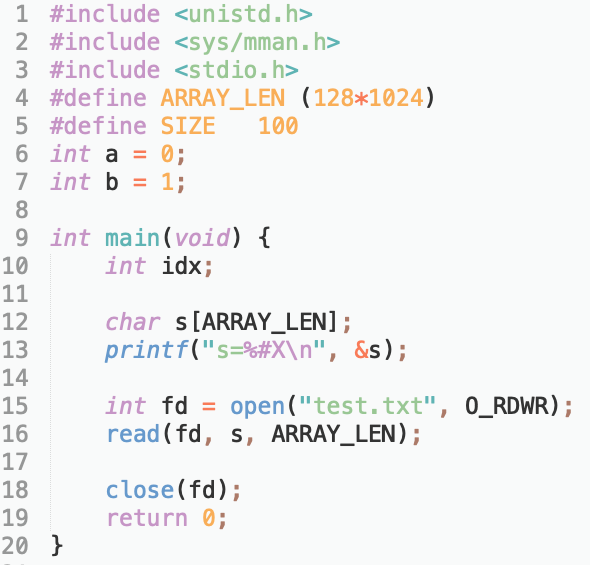 1 #include <unistd.h>
2 #include <sys/mman.h>
3 #include <stdio.h>
4 #define ARRAY_LEN (128*1024)
5 #define SIZE   100
6 int a = 0;
7 int b = 1;
8
9 int main(void) {
10     int idx;
11
12     char s[ARRAY_LEN];
13     printf("s=%#X\n", &s);
14
15     int fd = open("test.txt", O_RDWR);
16     read(fd, s, ARRAY_LEN);
17
18     close(fd);
19     return 0;
20 }